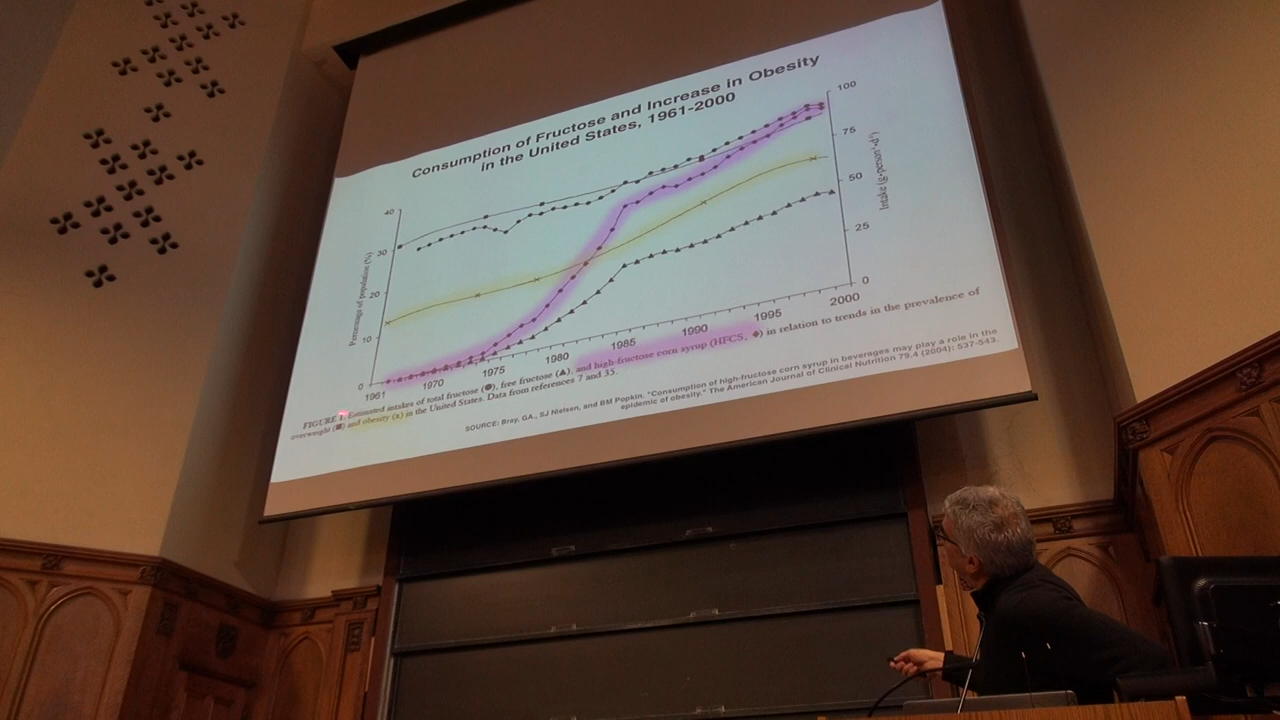 Consumption of Fructose and Increase in Obesity
in the United States, 1961-2000
40
30
20
10
0
Percentage of population (%)
100
75
50
25
0
Intake (g·person⁻¹·d⁻¹)
1961
1970
1975
1980
1985
1990
1995
2000
FIGURE 1. Estimated intakes of total fructose (●), free fructose (▲), and high-fructose corn syrup (HFCS, ◆) in relation to trends in the prevalence of
overweight (■) and obesity (x) in the United States. Data from references 7 and 35.
SOURCE: Bray, GA., SJ Nielsen, and BM Popkin. "Consumption of high-fructose corn syrup in beverages may play a role in the
epidemic of obesity." The American Journal of Clinical Nutrition 79.4 (2004): 537-543.